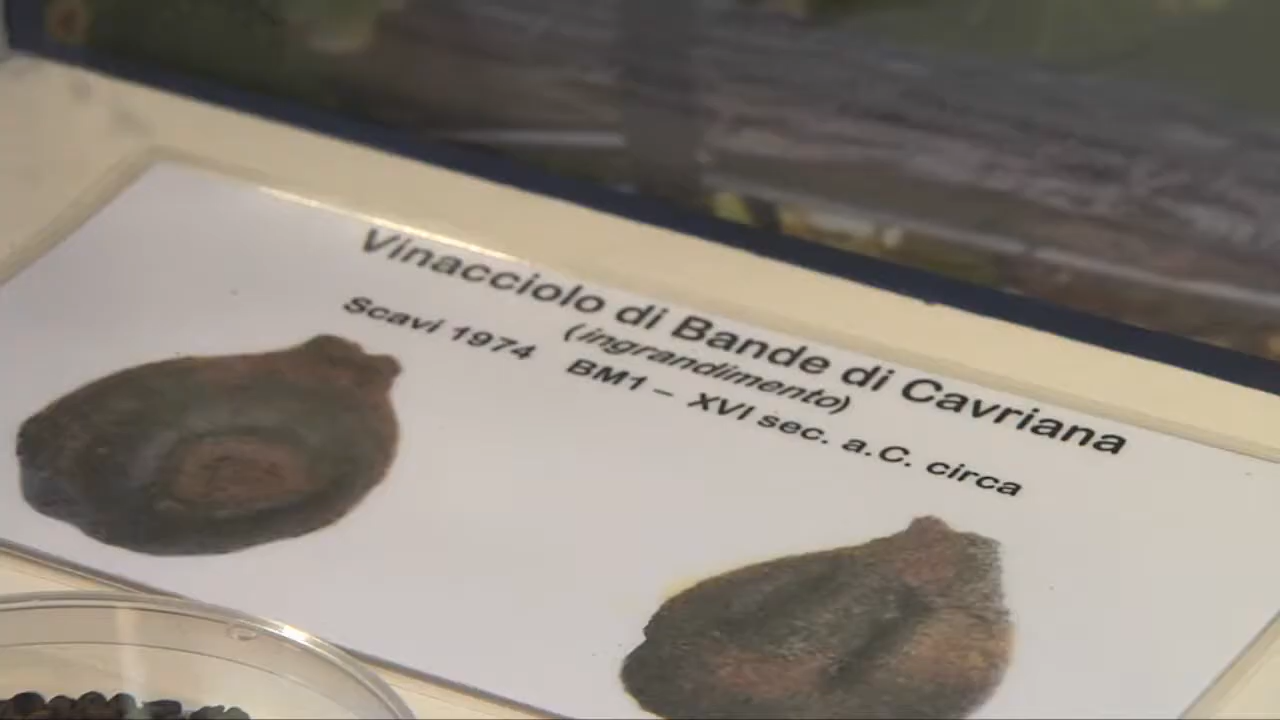 Vinacciolo di Bande di Cavriana
(ingrandimento)
Scavi 1974 BM1 – XVI sec. a.C. circa